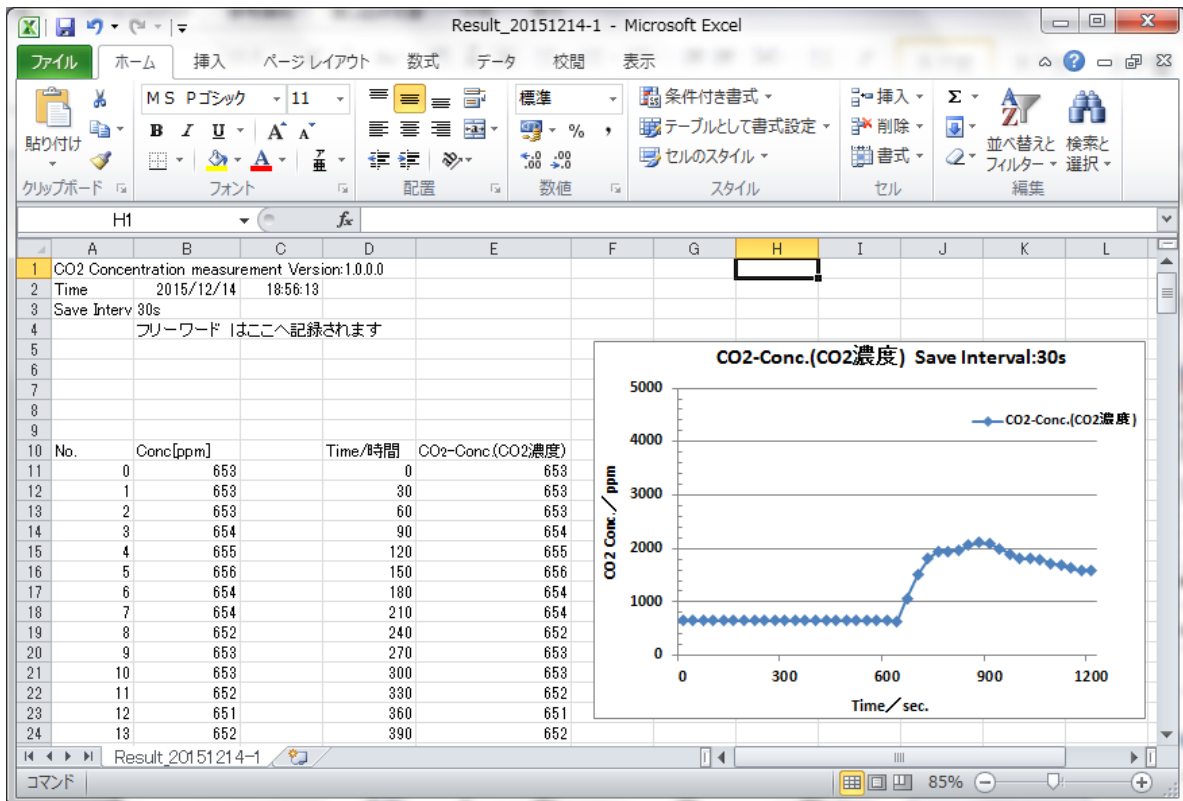 Result_20151214-1 - Microsoft Excel
ファイル ホーム 挿入 ページ レイアウト 数式 データ 校閲 表示
貼り付け
MS Pゴシック 11
B I U A A ア亜
標準
% ,
条件付き書式
テーブルとして書式設定
セルのスタイル
挿入
削除
書式
Σ
並べ替えと
フィルター
検索と
選択
クリップボード フォント 配置 数値 スタイル セル 編集
H1 fx
A B C D E F G H I J K L
1 CO2 Concentration measurement Version:1.0.0.0
2 Time 2015/12/14 18:56:13
3 Save Interv 30s
4 フリーワード はここへ記録されます
5
6
7
8
9
10 No. Conc[ppm] Time/時間 CO2-Conc.(CO2濃度)
11 0 653 0 653
12 1 653 30 653
13 2 653 60 653
14 3 654 90 654
15 4 655 120 655
16 5 656 150 656
17 6 654 180 654
18 7 654 210 654
19 8 652 240 652
20 9 653 270 653
21 10 653 300 653
22 11 652 330 652
23 12 651 360 651
24 13 652 390 652
CO2-Conc.(CO2濃度) Save Interval:30s
CO2-Conc.(CO2濃度)
CO2 Conc.／ppm
5000
4000
3000
2000
1000
0
0 300 600 900 1200
Time／sec.
Result_20151214-1
コマンド 85%